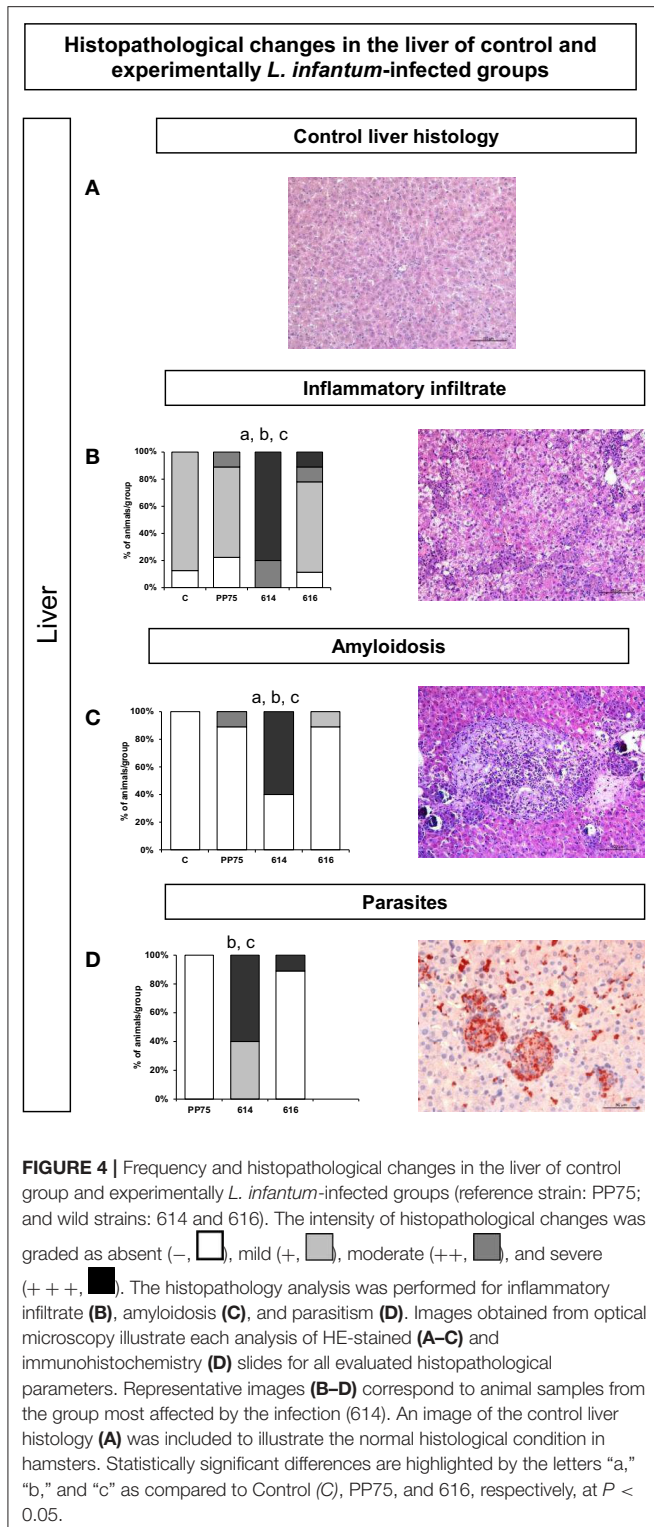 Histopathological changes in the liver of control and
experimentally L. infantum-infected groups
Liver
Control liver histology
A
Inflammatory infiltrate
B
a, b, c
100%
80%
60%
40%
20%
0%
% of animals/group
C PP75 614 616
Amyloidosis
C
a, b, c
100%
80%
60%
40%
20%
0%
% of animals/group
C PP75 614 616
Parasites
D
b, c
100%
80%
60%
40%
20%
0%
% of animals/group
PP75 614 616
FIGURE 4 | Frequency and histopathological changes in the liver of control
group and experimentally L. infantum-infected groups (reference strain: PP75;
and wild strains: 614 and 616). The intensity of histopathological changes was
graded as absent (−, ), mild (+, ), moderate (++, ), and severe
(+ + +, ). The histopathology analysis was performed for inflammatory
infiltrate (B), amyloidosis (C), and parasitism (D). Images obtained from optical
microscopy illustrate each analysis of HE-stained (A–C) and
immunohistochemistry (D) slides for all evaluated histopathological
parameters. Representative images (B–D) correspond to animal samples from
the group most affected by the infection (614). An image of the control liver
histology (A) was included to illustrate the normal histological condition in
hamsters. Statistically significant differences are highlighted by the letters “a,”
“b,” and “c” as compared to Control (C), PP75, and 616, respectively, at P <
0.05.